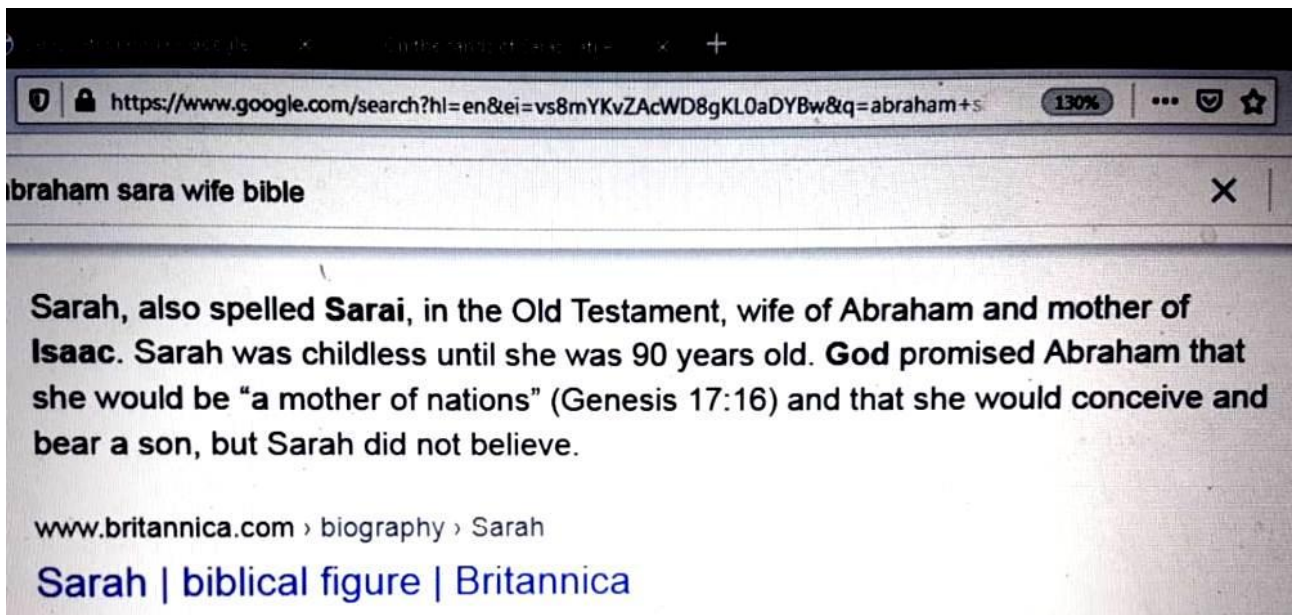 https://www.google.com/search?hl=en&ei=vs8mYKvZAcWD8gKL0aDYBw&q=abraham+s
130%
braham sara wife bible
Sarah, also spelled Sarai, in the Old Testament, wife of Abraham and mother of
Isaac. Sarah was childless until she was 90 years old. God promised Abraham that
she would be “a mother of nations” (Genesis 17:16) and that she would conceive and
bear a son, but Sarah did not believe.
www.britannica.com › biography › Sarah
Sarah | biblical figure | Britannica